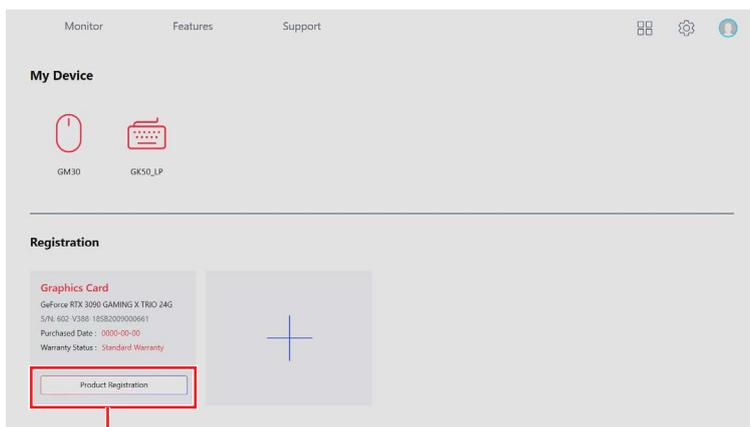 Monitor Features Support
My Device
GM30 GK50_LP
Registration
Graphics Card
GeForce RTX 3090 GAMING X TRIO 24G
S/N: 602-V388-18SB2009000661
Purchased Date : 0000-00-00
Warranty Status : Standard Warranty
Product Registration